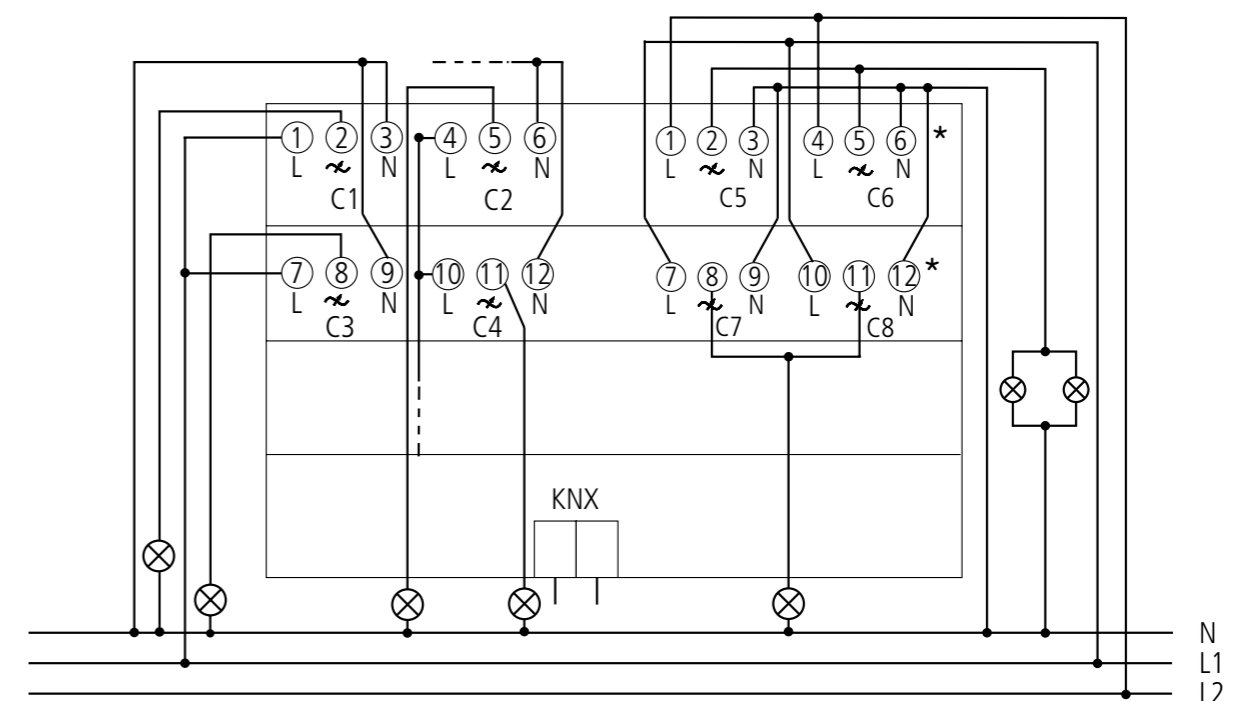 1 2 3 4 5 6 1 2 3 4 5 6 *
L N L N L N L N
C1 C2 C5 C6
7 8 9 10 11 12 7 8 9 10 11 12 *
L N L N L N L N
C3 C4 C7 C8
KNX
N
L1
L2